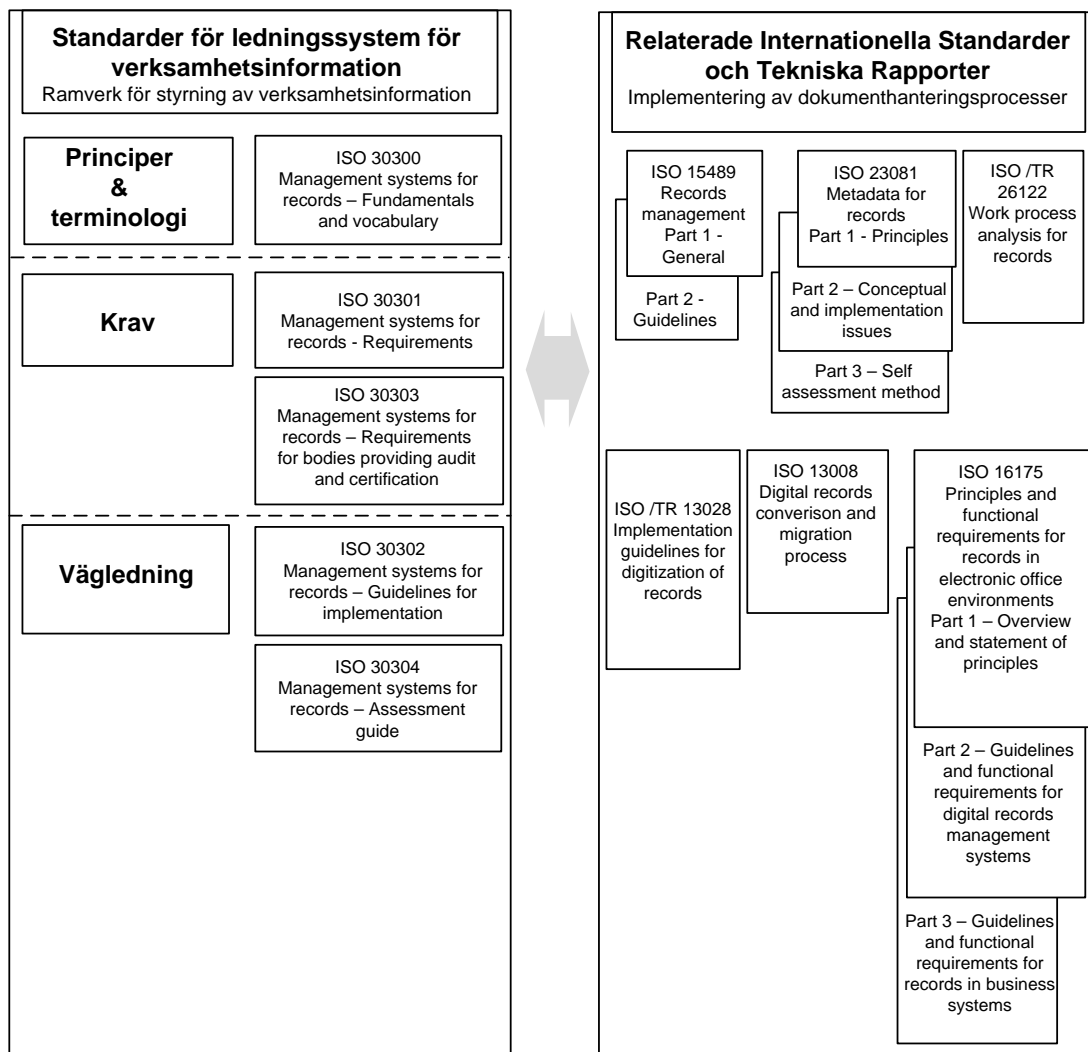 Standarder för ledningssystem för
verksamhetsinformation
Ramverk för styrning av verksamhetsinformation
Principer
&
terminologi
ISO 30300
Management systems for
records – Fundamentals
and vocabulary
Krav
ISO 30301
Management systems for
records - Requirements
ISO 30303
Management systems for
records – Requirements
for bodies providing audit
and certification
Vägledning
ISO 30302
Management systems for
records – Guidelines for
implementation
ISO 30304
Management systems for
records – Assessment
guide
Relaterade Internationella Standarder
och Tekniska Rapporter
Implementering av dokumenthanteringsprocesser
ISO 15489
Records
management
Part 1 -
General
Part 2 -
Guidelines
ISO 23081
Metadata for
records
Part 1 - Principles
Part 2 – Conceptual
and implementation
issues
Part 3 – Self
assessment method
ISO /TR
26122
Work process
analysis for
records
ISO /TR 13028
Implementation
guidelines for
digitization of
records
ISO 13008
Digital records
converison and
migration
process
ISO 16175
Principles and
functional
requirements for
records in
electronic office
environments
Part 1 – Overview
and statement of
principles
Part 2 – Guidelines
and functional
requirements for
digital records
management
systems
Part 3 – Guidelines
and functional
requirements for
records in business
systems